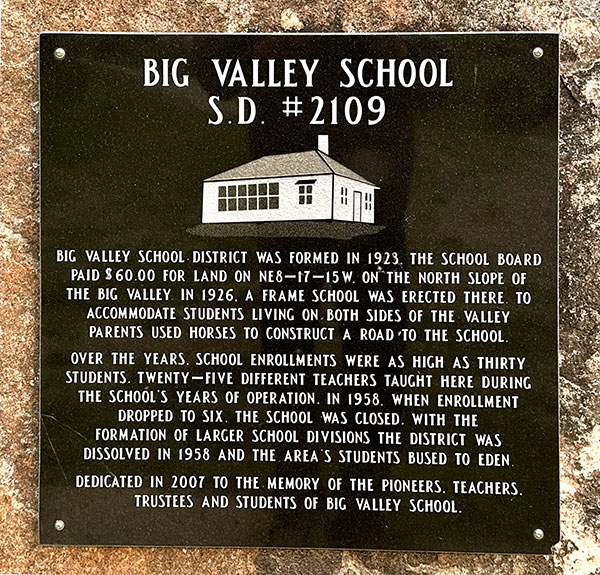 BIG VALLEY SCHOOL
S.D. #2109
BIG VALLEY SCHOOL DISTRICT WAS FORMED IN 1923. THE SCHOOL BOARD
PAID $60.00 FOR LAND ON NE8-17-15W, ON THE NORTH SLOPE OF
THE BIG VALLEY. IN 1926, A FRAME SCHOOL WAS ERECTED THERE. TO
ACCOMMODATE STUDENTS LIVING ON BOTH SIDES OF THE VALLEY
PARENTS USED HORSES TO CONSTRUCT A ROAD TO THE SCHOOL.
OVER THE YEARS, SCHOOL ENROLLMENTS WERE AS HIGH AS THIRTY
STUDENTS. TWENTY-FIVE DIFFERENT TEACHERS TAUGHT HERE DURING
THE SCHOOL'S YEARS OF OPERATION. IN 1958, WHEN ENROLLMENT
DROPPED TO SIX, THE SCHOOL WAS CLOSED. WITH THE
FORMATION OF LARGER SCHOOL DIVISIONS THE DISTRICT WAS
DISSOLVED IN 1958 AND THE AREA'S STUDENTS BUSED TO EDEN.
DEDICATED IN 2007 TO THE MEMORY OF THE PIONEERS, TEACHERS,
TRUSTEES AND STUDENTS OF BIG VALLEY SCHOOL.